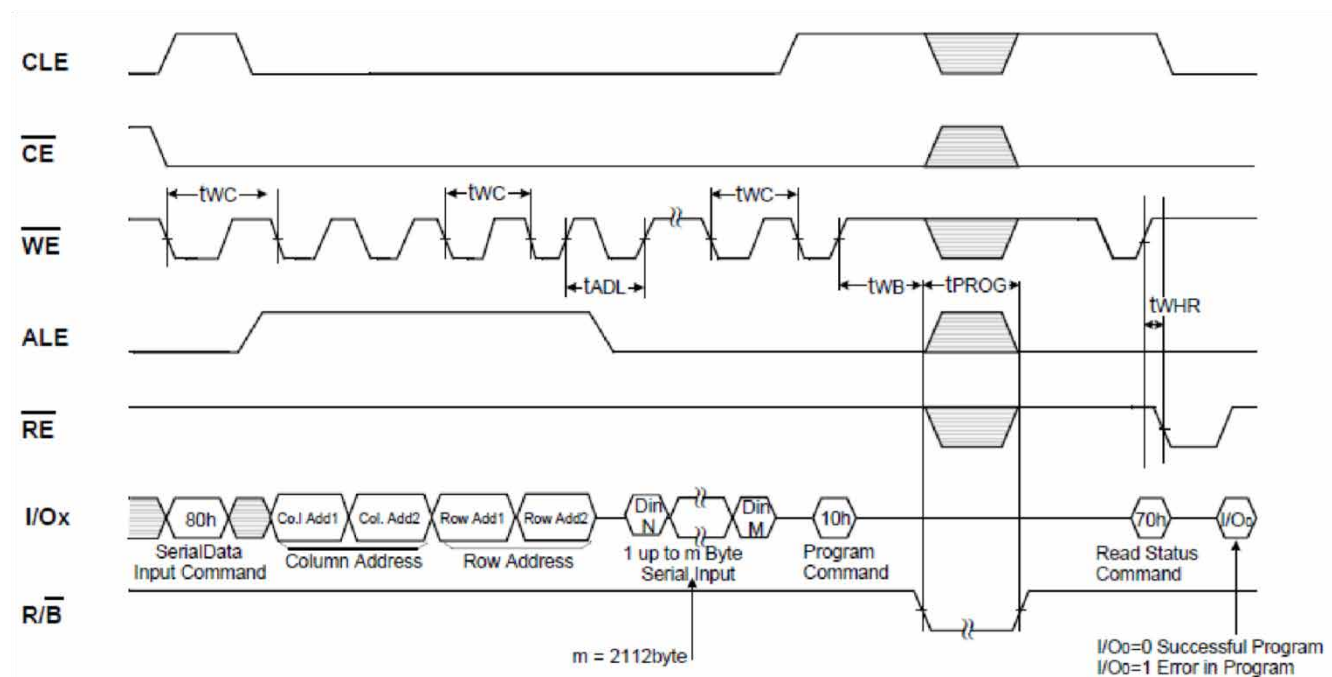 CLE
CE
tWC
tWC
tWC
WE
tADL
tWB
tPROG
tWHR
ALE
RE
I/Ox
80h
Co.l Add1
Col. Add2
Row Add1
Row Add2
Din
N
Din
M
10h
70h
I/O0
SerialData
Input Command
Column Address
Row Address
1 up to m Byte
Serial Input
Program
Command
Read Status
Command
R/B
m = 2112byte
I/O0=0 Successful Program
I/O0=1 Error in Program